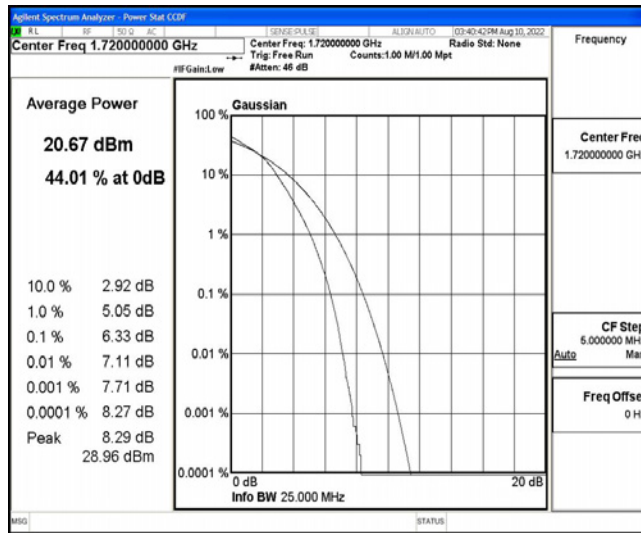 Agilent Spectrum Analyzer - Power Stat CCDF
RL RF 50 Ω AC SENSE:PULSE ALIGN AUTO 03:40:42 PM Aug 10, 2022
Center Freq 1.720000000 GHz
Center Freq: 1.720000000 GHz Radio Std: None
Trig: Free Run Counts:1.00 M/1.00 Mpt
#IFGain:Low #Atten: 46 dB
Frequency
Average Power
20.67 dBm
44.01 % at 0dB
10.0 % 2.92 dB
1.0 % 5.05 dB
0.1 % 6.33 dB
0.01 % 7.11 dB
0.001 % 7.71 dB
0.0001 % 8.27 dB
Peak 8.29 dB
28.96 dBm
Gaussian
100 %
10 %
1 %
0.1 %
0.01 %
0.001 %
0.0001 %
0 dB 20 dB
Info BW 25.000 MHz
Center Fre
1.720000000 GH
CF Step
5.000000 MH
Auto Ma
Freq Offse
0 H
MSG STATUS